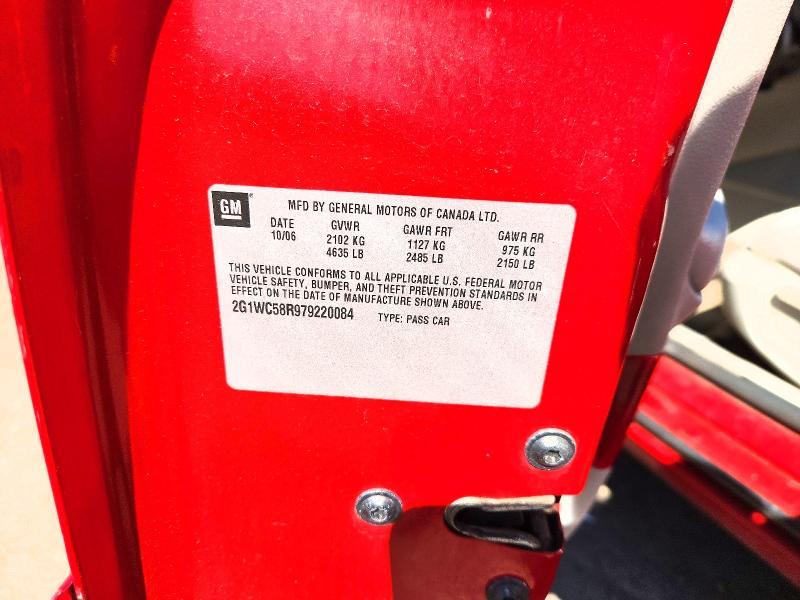 GM
MFD BY GENERAL MOTORS OF CANADA LTD.
DATE GVWR GAWR FRT GAWR RR
10/06 2102 KG 1127 KG 975 KG
4635 LB 2485 LB 2150 LB
THIS VEHICLE CONFORMS TO ALL APPLICABLE U.S. FEDERAL MOTOR
VEHICLE SAFETY, BUMPER, AND THEFT PREVENTION STANDARDS IN
EFFECT ON THE DATE OF MANUFACTURE SHOWN ABOVE.
2G1WC58R979220084 TYPE: PASS CAR